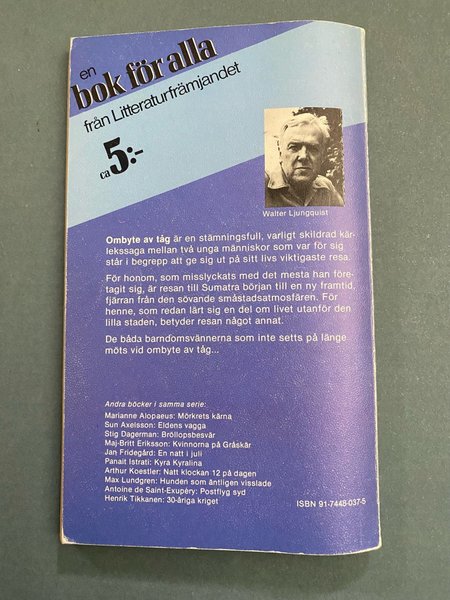 en
bok för alla
från Litteraturfrämjandet
ca 5:-
Walter Ljungquist
Ombyte av tåg är en stämningsfull, varligt skildrad kär-
lekssaga mellan två unga människor som var för sig
står i begrepp att ge sig ut på sitt livs viktigaste resa.
För honom, som misslyckats med det mesta han före-
tagit sig, är resan till Sumatra början till en ny framtid,
fjärran från den sövande småstadsatmosfären. För
henne, som redan lärt sig en del om livet utanför den
lilla staden, betyder resan något annat.
De båda barndomsvännerna som inte setts på länge
möts vid ombyte av tåg...
Andra böcker i samma serie:
Marianne Alopaeus: Mörkrets kärna
Sun Axelsson: Eldens vagga
Stig Dagerman: Bröllopsbesvär
Maj-Britt Eriksson: Kvinnorna på Gråskär
Jan Fridegård: En natt i juli
Panait Istrati: Kyra Kyralina
Arthur Koestler: Natt klockan 12 på dagen
Max Lundgren: Hunden som äntligen visslade
Antoine de Saint-Exupéry: Postflyg syd
Henrik Tikkanen: 30-åriga kriget
ISBN 91-7448-037-5